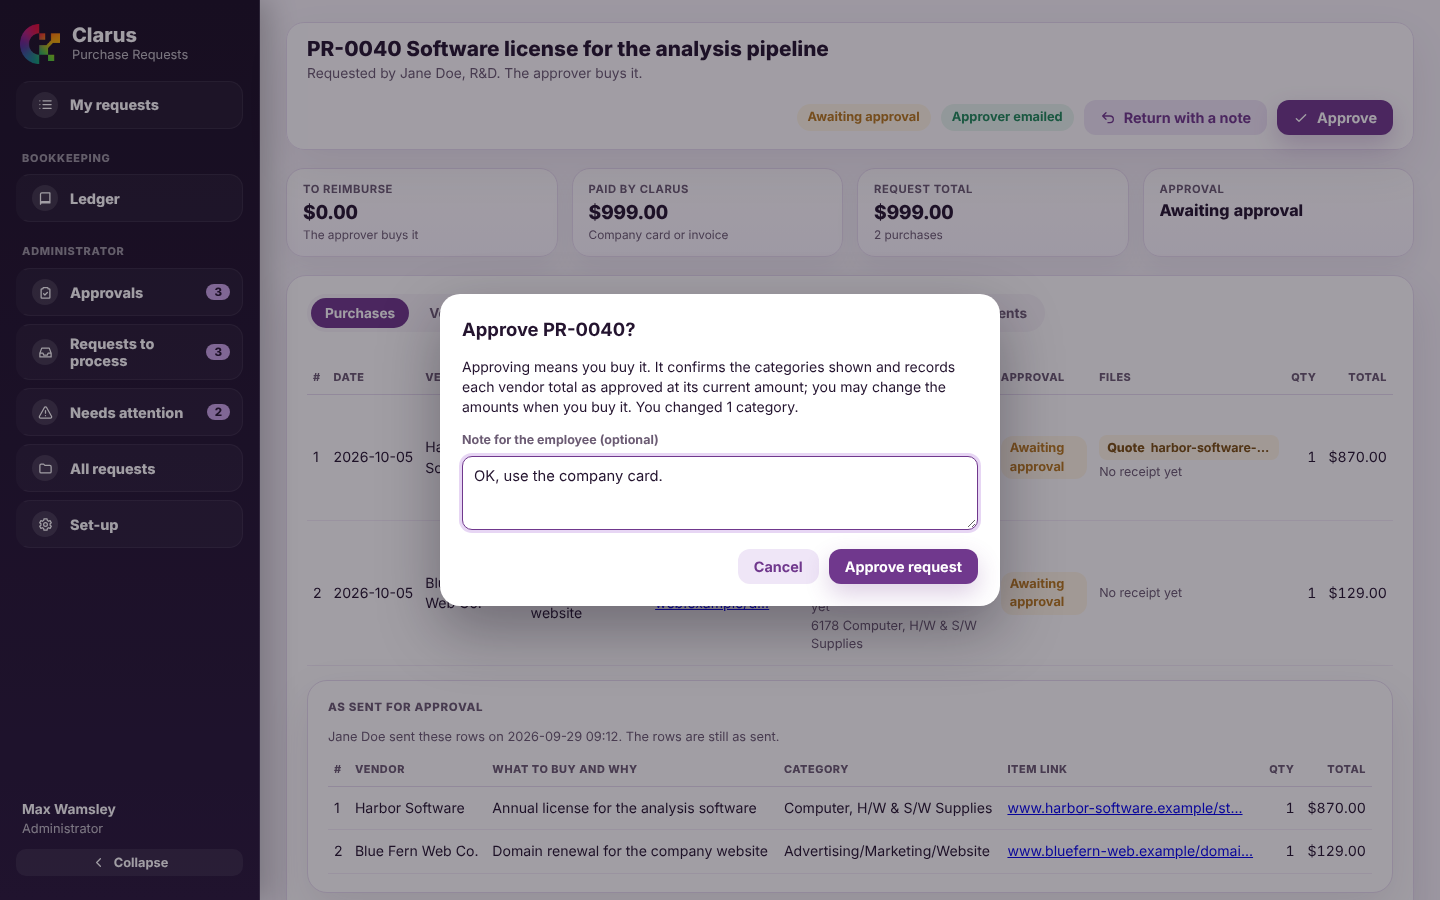 Clarus
Purchase Requests
My requests
BOOKKEEPING
Ledger
ADMINISTRATOR
Approvals 3
Requests to process 3
Needs attention 2
All requests
Set-up
Max Wamsley
Administrator
Collapse
PR-0040 Software license for the analysis pipeline
Requested by Jane Doe, R&D. The approver buys it.
Awaiting approval Approver emailed Return with a note Approve
TO REIMBURSE
$0.00
The approver buys it
PAID BY CLARUS
$999.00
Company card or invoice
REQUEST TOTAL
$999.00
2 purchases
APPROVAL
Awaiting approval
Purchases
# DATE APPROVAL FILES QTY TOTAL
1 2026-10-05 Awaiting approval Quote harbor-software-... No receipt yet 1 $870.00
2 2026-10-05 Web Co. website yet
6178 Computer, H/W & S/W Supplies Awaiting approval No receipt yet 1 $129.00
Approve PR-0040?
Approving means you buy it. It confirms the categories shown and records
each vendor total as approved at its current amount; you may change the
amounts when you buy it. You changed 1 category.
Note for the employee (optional)
OK, use the company card.
Cancel Approve request
AS SENT FOR APPROVAL
Jane Doe sent these rows on 2026-09-29 09:12. The rows are still as sent.
# VENDOR WHAT TO BUY AND WHY CATEGORY ITEM LINK QTY TOTAL
1 Harbor Software Annual license for the analysis software Computer, H/W & S/W Supplies www.harbor-software.example/st... 1 $870.00
2 Blue Fern Web Co. Domain renewal for the company website Advertising/Marketing/Website www.bluefern-web.example/domai... 1 $129.00